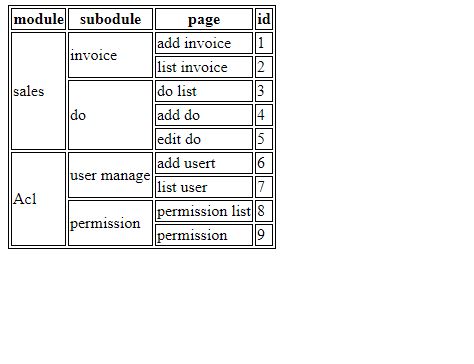 module subodule page id
sales invoice add invoice 1
list invoice 2
do do list 3
add do 4
edit do 5
Acl user manage add usert 6
list user 7
permission permission list 8
permission 9